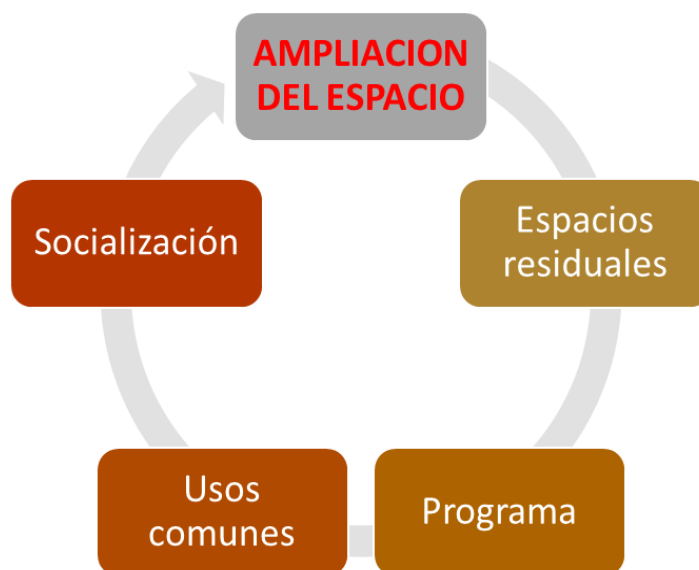 AMPLIACION
DEL ESPACIO
Espacios
residuales
Programa
Usos
comunes
Socialización